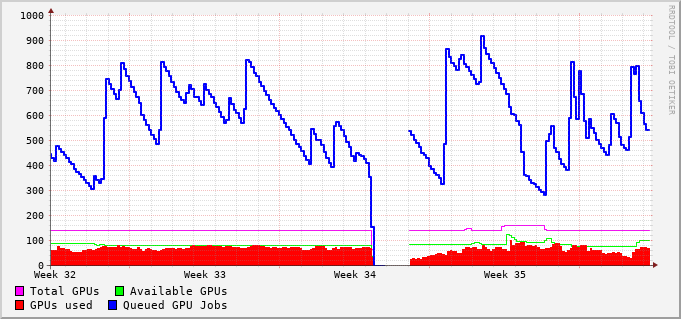 1000
900
800
700
600
500
400
300
200
100
0
Week 32 Week 33 Week 34 Week 35
Total GPUs Available GPUs
GPUs used Queued GPU Jobs
RRDTOOL / TOBI OETIKER